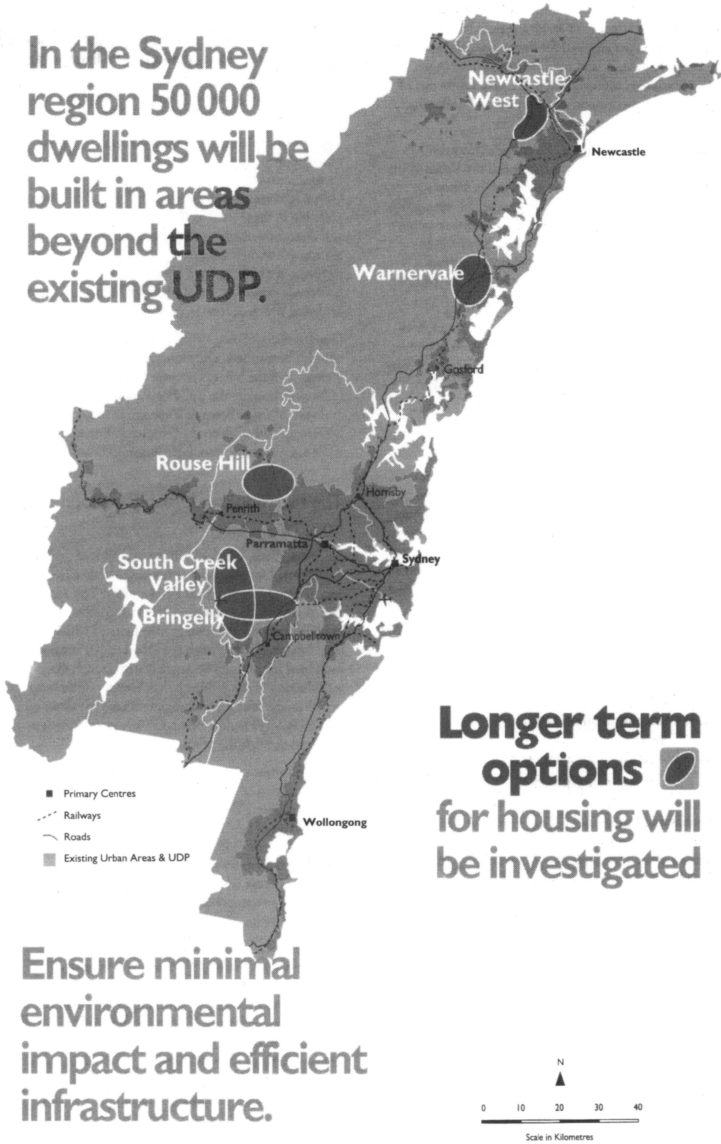 In the Sydney
region 50 000
dwellings will be
built in areas
beyond the
existing UDP.
Newcastle
West
Newcastle
Warnervale
Gosford
Rouse Hill
Hornsby
Penrith
Parramatta
Sydney
South Creek
Valley
Bringelly
Campbelltown
Longer term
options
for housing will
be investigated
Primary Centres
Railways
Roads
Existing Urban Areas & UDP
Wollongong
Ensure minimal
environmental
impact and efficient
infrastructure.
N
0 10 20 30 40
Scale in Kilometres